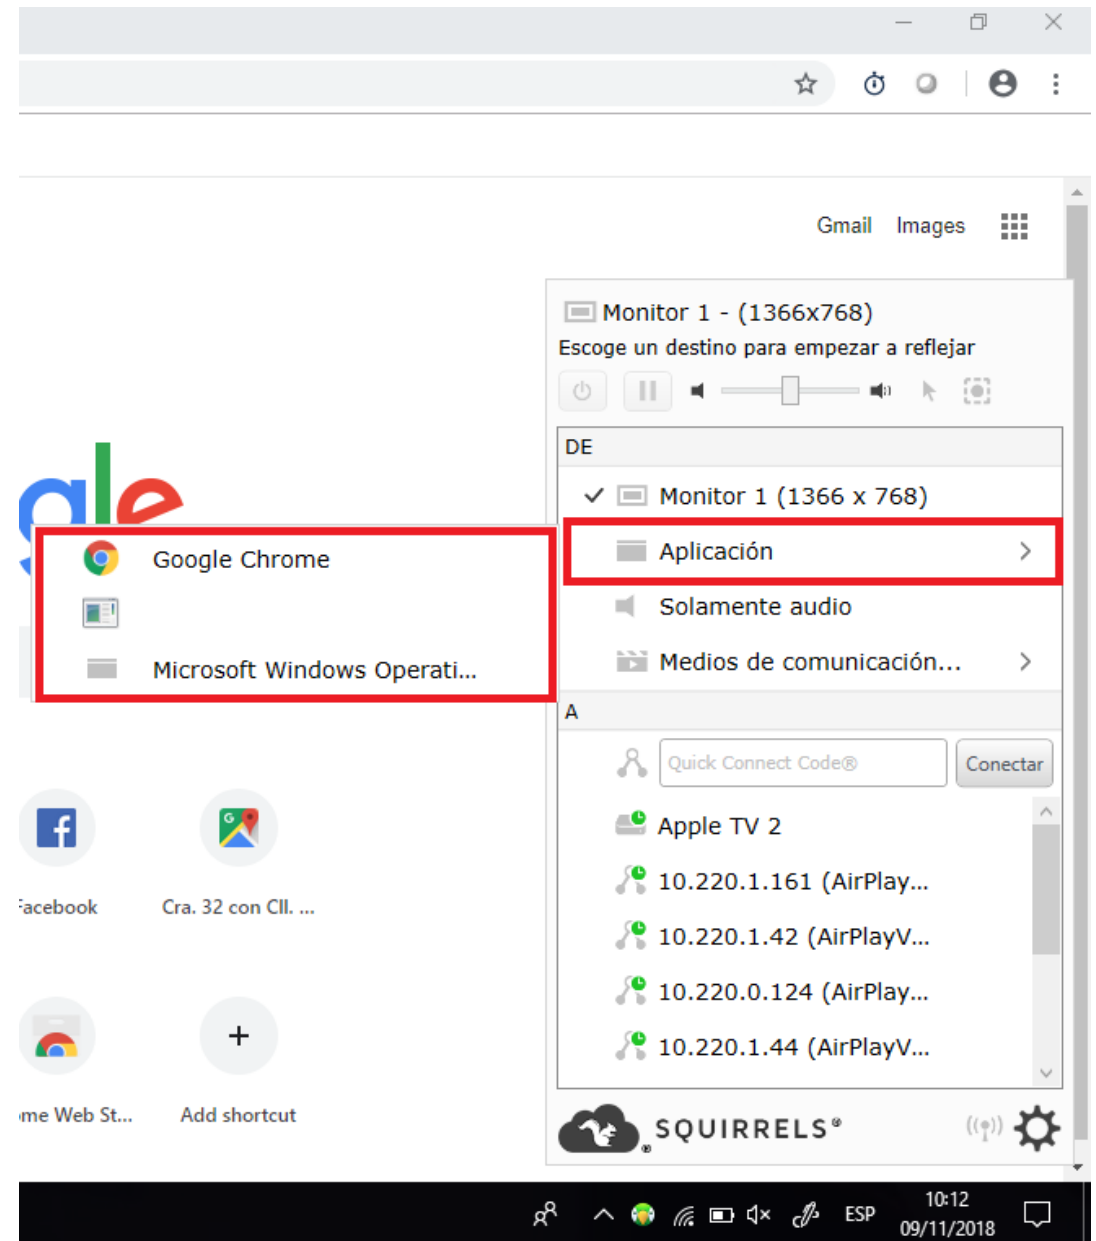 Gmail Images
Monitor 1 - (1366x768)
Escoge un destino para empezar a reflejar
DE
Monitor 1 (1366 x 768)
Aplicación
Google Chrome
Solamente audio
Microsoft Windows Operati...
Medios de comunicación...
A
Quick Connect Code®
Conectar
Apple TV 2
10.220.1.161 (AirPlay...
10.220.1.42 (AirPlayV...
10.220.0.124 (AirPlay...
10.220.1.44 (AirPlayV...
gle
Facebook
Cra. 32 con Cll. ...
ome Web St...
Add shortcut
SQUIRRELS®
ESP
10:12
09/11/2018